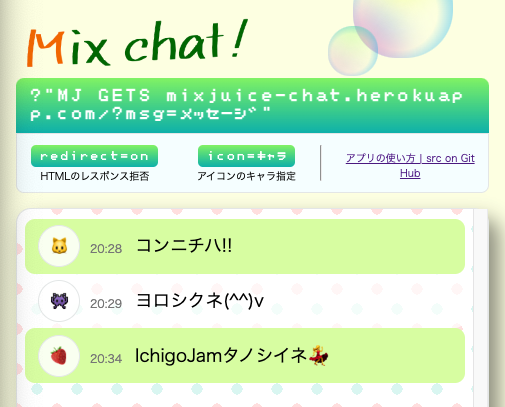 Mix chat!
?"MJ GETS mixjuice-chat.herokuap
p.com/?msg=メッセージ"
redirect=on
HTMLのレスポンス拒否
icon=キャラ
アイコンのキャラ指定
アプリの使い方 | src on Git
Hub
20:28 コンニチハ!!
20:29 ヨロシクネ(^^)v
20:34 IchigoJamタノシイネ💃